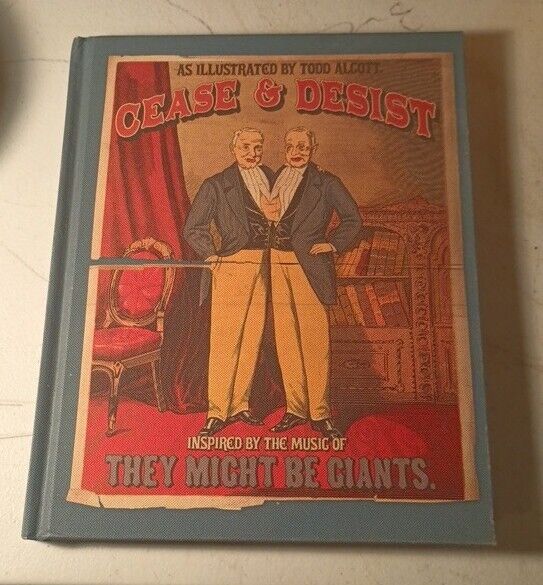 AS ILLUSTRATED BY TODD ALCOTT.
CEASE & DESIST
INSPIRED BY THE MUSIC OF
THEY MIGHT BE GIANTS.